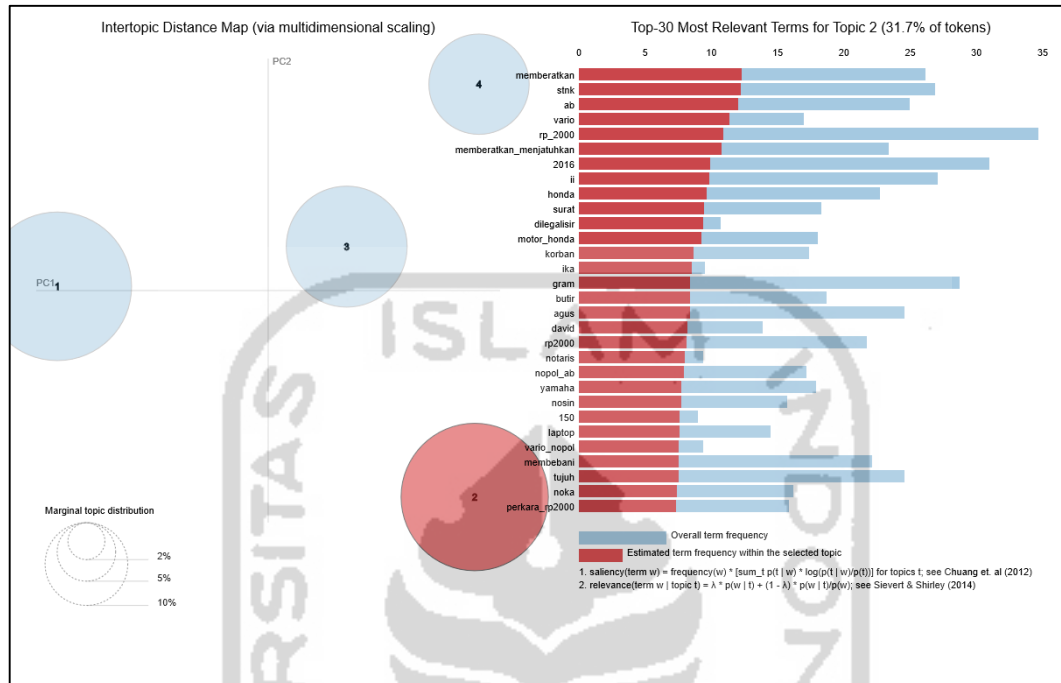 Intertopic Distance Map (via multidimensional scaling)
PC2
PC1
4
3
1
2
Marginal topic distribution
2%
5%
10%
Top-30 Most Relevant Terms for Topic 2 (31.7% of tokens)
0 5 10 15 20 25 30 35
memberatkan
stnk
ab
vario
rp_2000
memberatkan_menjatuhkan
2016
ii
honda
surat
dilegalisir
motor_honda
korban
ika
gram
butir
agus
david
rp2000
notaris
nopol_ab
yamaha
nosin
150
laptop
vario_nopol
membebani
tujuh
noka
perkara_rp2000
Overall term frequency
Estimated term frequency within the selected topic
1. saliency(term w) = frequency(w) * [sum_t p(t | w) * log(p(t | w)/p(t))] for topics t; see Chuang et. al (2012)
2. relevance(term w | topic t) = λ * p(w | t) + (1 - λ) * p(w | t)/p(w); see Sievert & Shirley (2014)
ISLAM